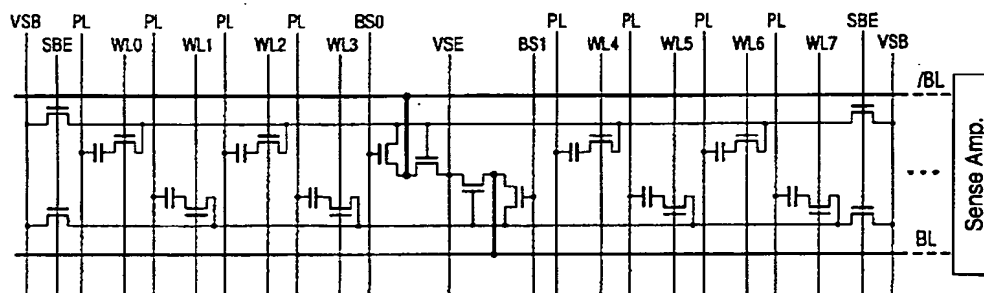 VSB PL PL PL PL BS0 PL PL PL PL SBE
SBE WL0 WL1 WL2 WL3 VSE BS1 WL4 WL5 WL6 WL7 VSB
/BL
...
BL
Sense Amp.